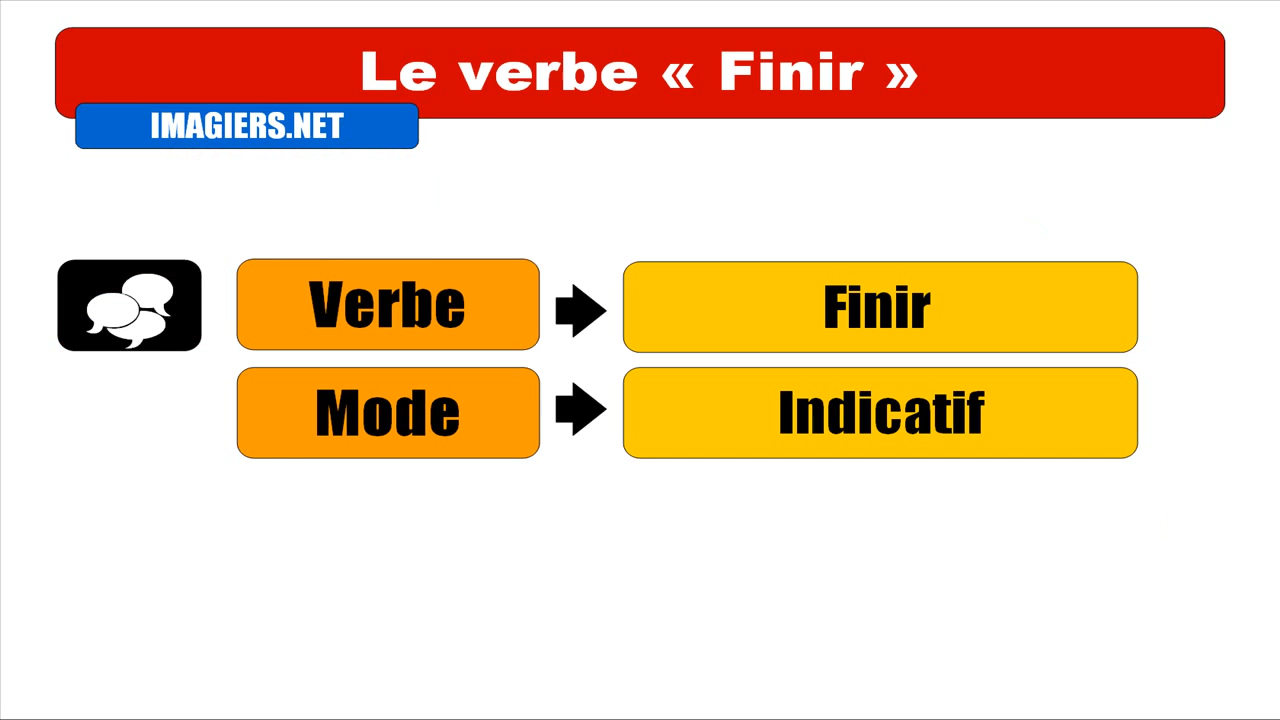 Le verbe « Finir »
IMAGIERS.NET
Verbe Finir
Mode Indicatif